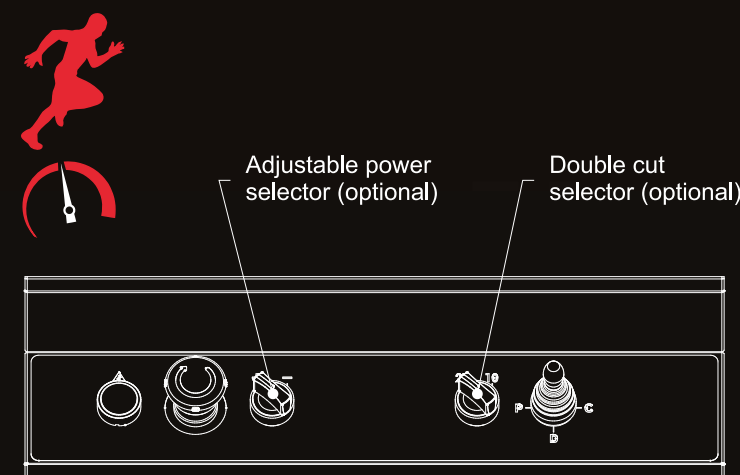 Adjustable power
selector (optional)
Double cut
selector (optional)
P
C
D